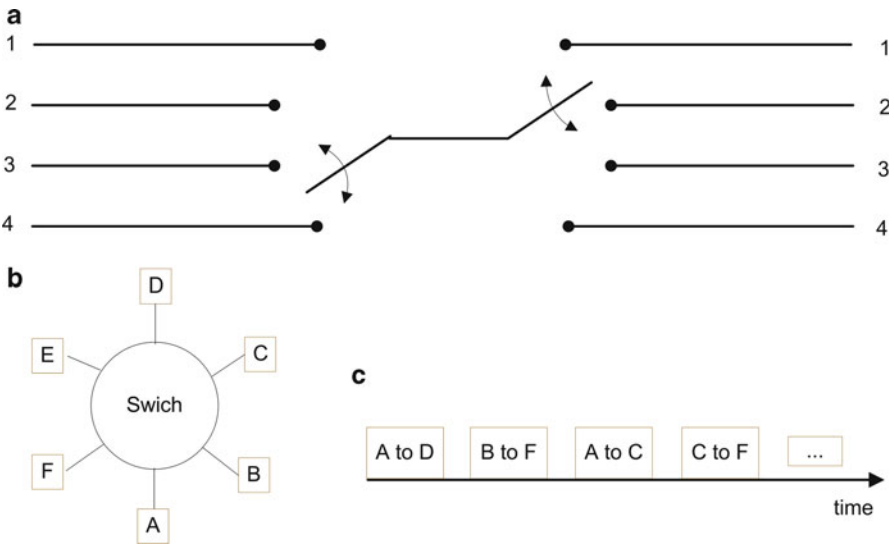 a
1 1
2 2
3 3
4 4
b
D
E C
Swich
F B
A
c
A to D B to F A to C C to F ...
time